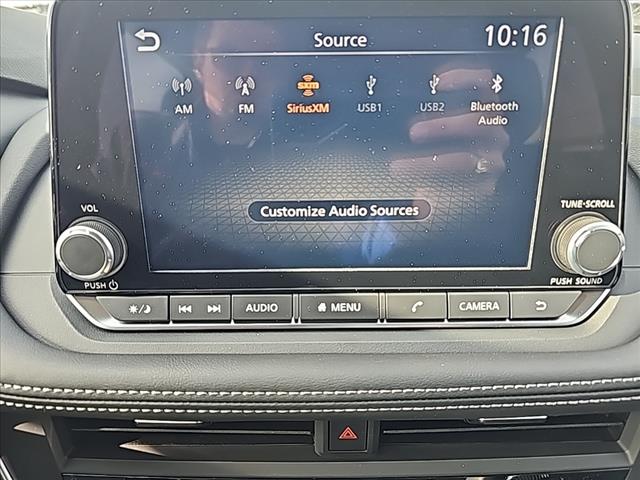 Source
10:16
AM
FM
SXM
SiriusXM
USB1
USB2
Bluetooth
Audio
Customize Audio Sources
VOL
PUSH
TUNE•SCROLL
PUSH SOUND
AUDIO
MENU
CAMERA